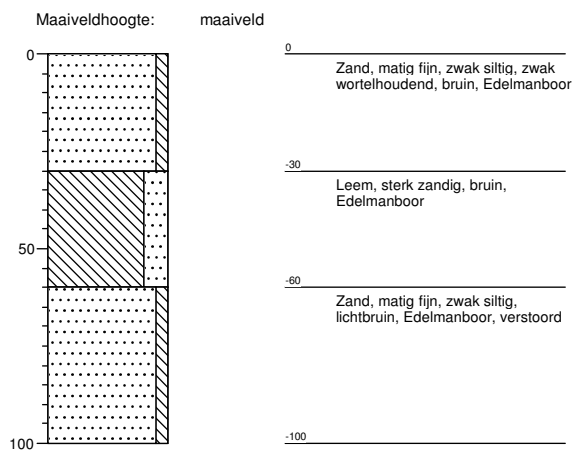 Maaiveldhoogte: maaiveld
0
50
100
0
Zand, matig fijn, zwak siltig, zwak
wortelhoudend, bruin, Edelmanboor
-30
Leem, sterk zandig, bruin,
Edelmanboor
-60
Zand, matig fijn, zwak siltig,
lichtbruin, Edelmanboor, verstoord
-100